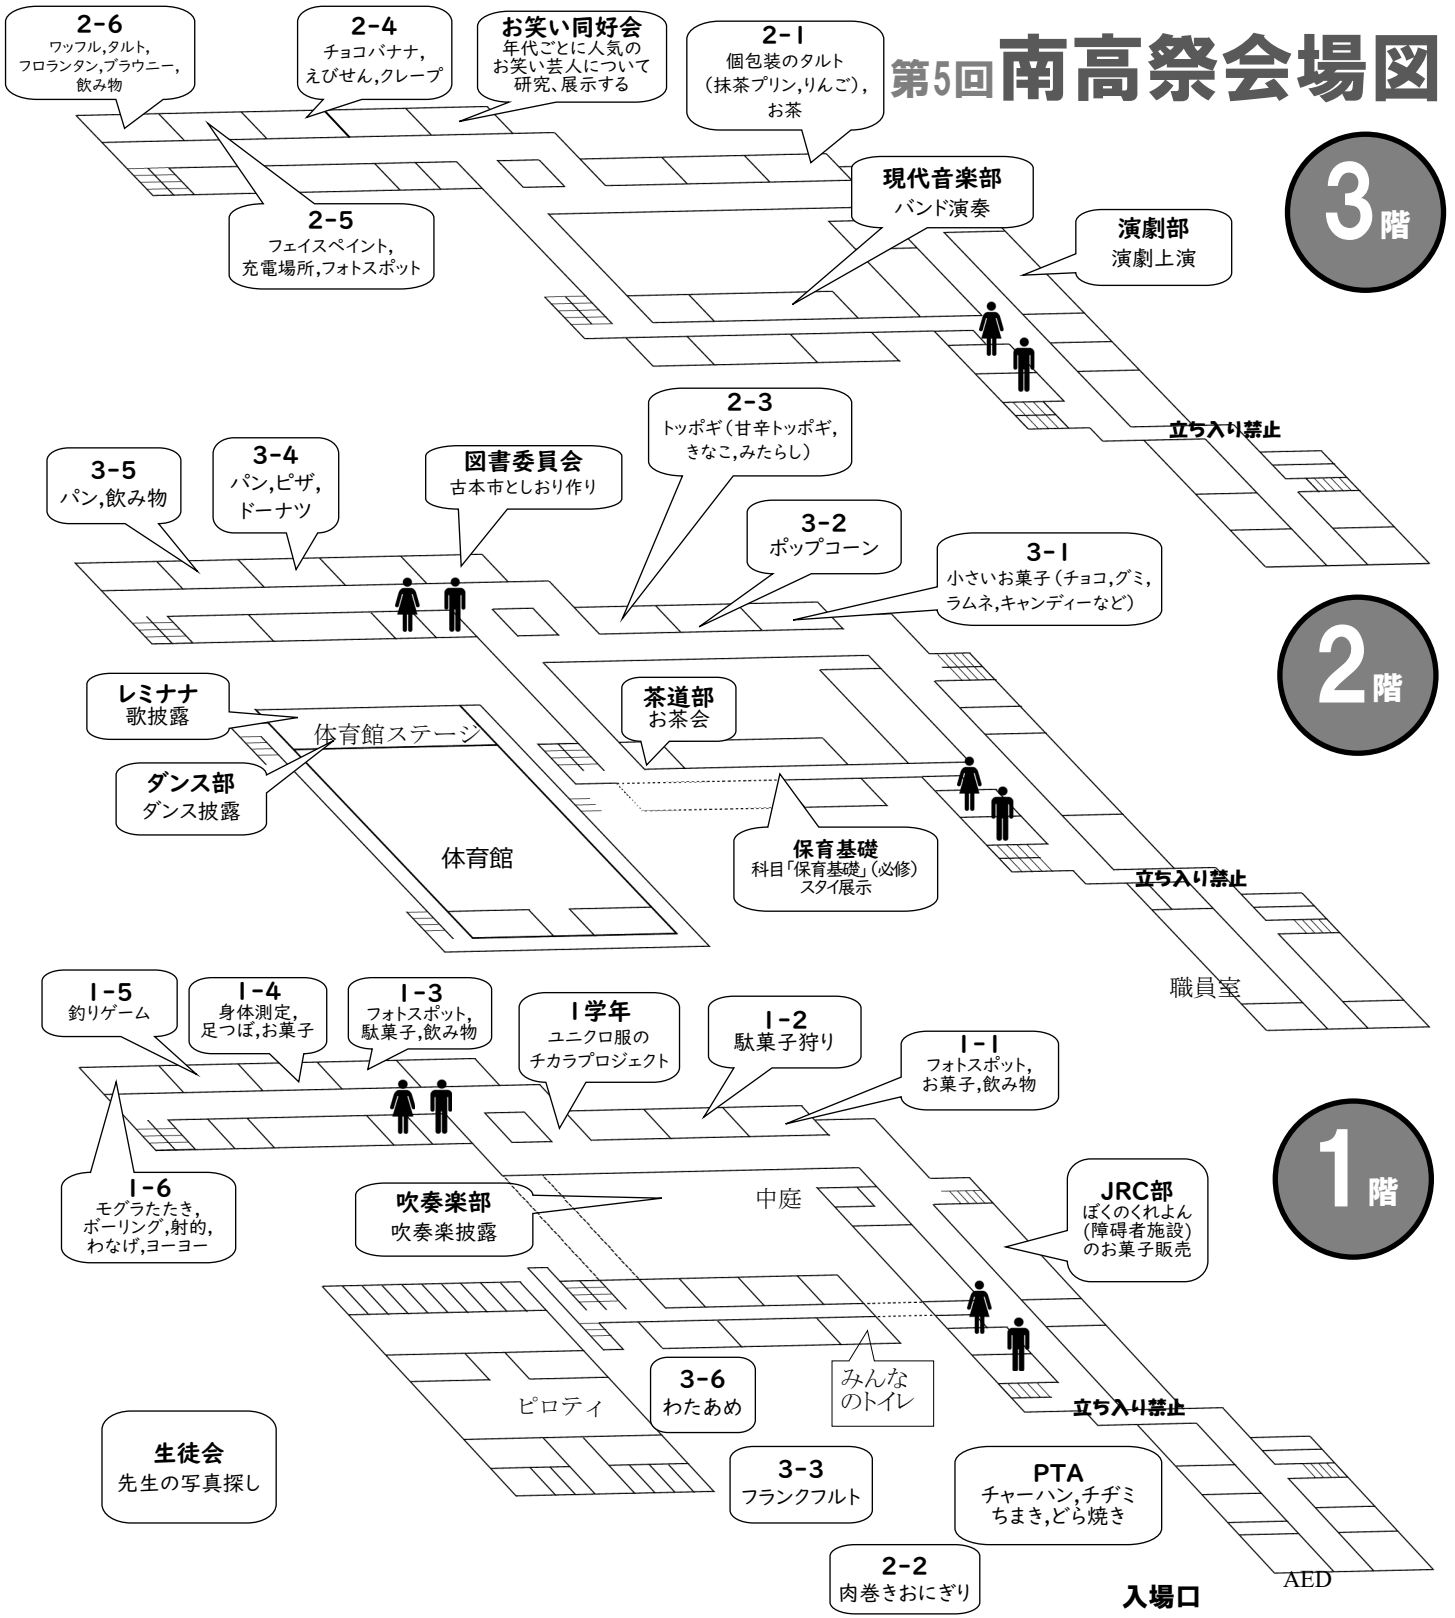 第5回 南高祭会場図
2-6
ワッフル,タルト,
フロランタン,ブラウニー,
飲み物
2-4
チョコバナナ,
えびせん,クレープ
お笑い同好会
年代ごとに人気の
お笑い芸人について
研究、展示する
2-1
個包装のタルト
(抹茶プリン,りんご),
お茶
3階
2-5
フェイスペイント,
充電場所,フォトスポット
現代音楽部
バンド演奏
演劇部
演劇上演
立ち入り禁止
2階
3-5
パン,飲み物
3-4
パン,ピザ,
ドーナツ
図書委員会
古本市としおり作り
2-3
トッポギ(甘辛トッポギ,
きなこ,みたらし)
3-2
ポップコーン
3-1
小さいお菓子(チョコ,グミ,
ラムネ,キャンディーなど)
レミナナ
歌披露
体育館ステージ
ダンス部
ダンス披露
体育館
茶道部
お茶会
保育基礎
科目「保育基礎」(必修)
スタイ展示
立ち入り禁止
職員室
1階
1-5
釣りゲーム
1-4
身体測定,
足つぼ,お菓子
1-3
フォトスポット,
駄菓子,飲み物
1学年
ユニクロ服の
チカラプロジェクト
1-2
駄菓子狩り
1-1
フォトスポット,
お菓子,飲み物
1-6
モグラたたき,
ボーリング,射的,
わなげ,ヨーヨー
吹奏楽部
吹奏楽披露
中庭
JRC部
ぼくのくれよん
(障碍者施設)
のお菓子販売
みんな
のトイレ
ピロティ
3-6
わたあめ
立ち入り禁止
生徒会
先生の写真探し
3-3
フランクフルト
PTA
チャーハン,チヂミ
ちまき,どら焼き
2-2
肉巻きおにぎり
入場口
AED